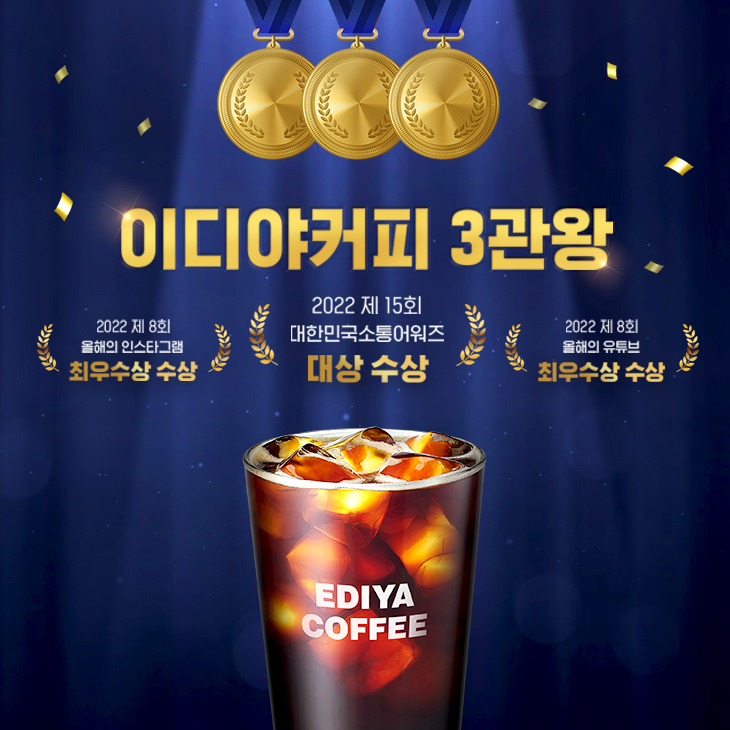 이디야커피 3관왕
2022 제 8회
올해의 인스타그램
최우수상 수상
2022 제 15회
대한민국소통어워즈
대상 수상
2022 제 8회
올해의 유튜브
최우수상 수상
EDIYA
COFFEE